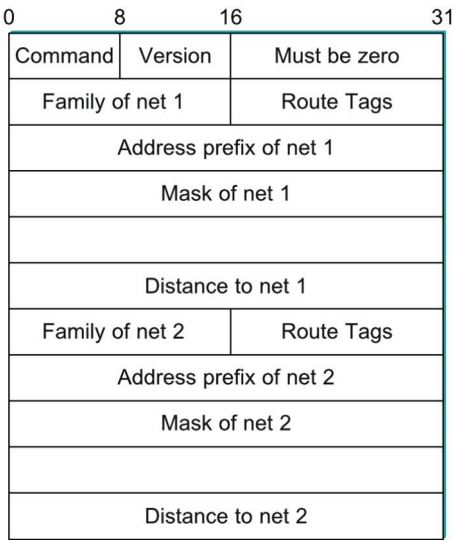 0 8 16 31
Command Version Must be zero
Family of net 1 Route Tags
Address prefix of net 1
Mask of net 1
Distance to net 1
Family of net 2 Route Tags
Address prefix of net 2
Mask of net 2
Distance to net 2